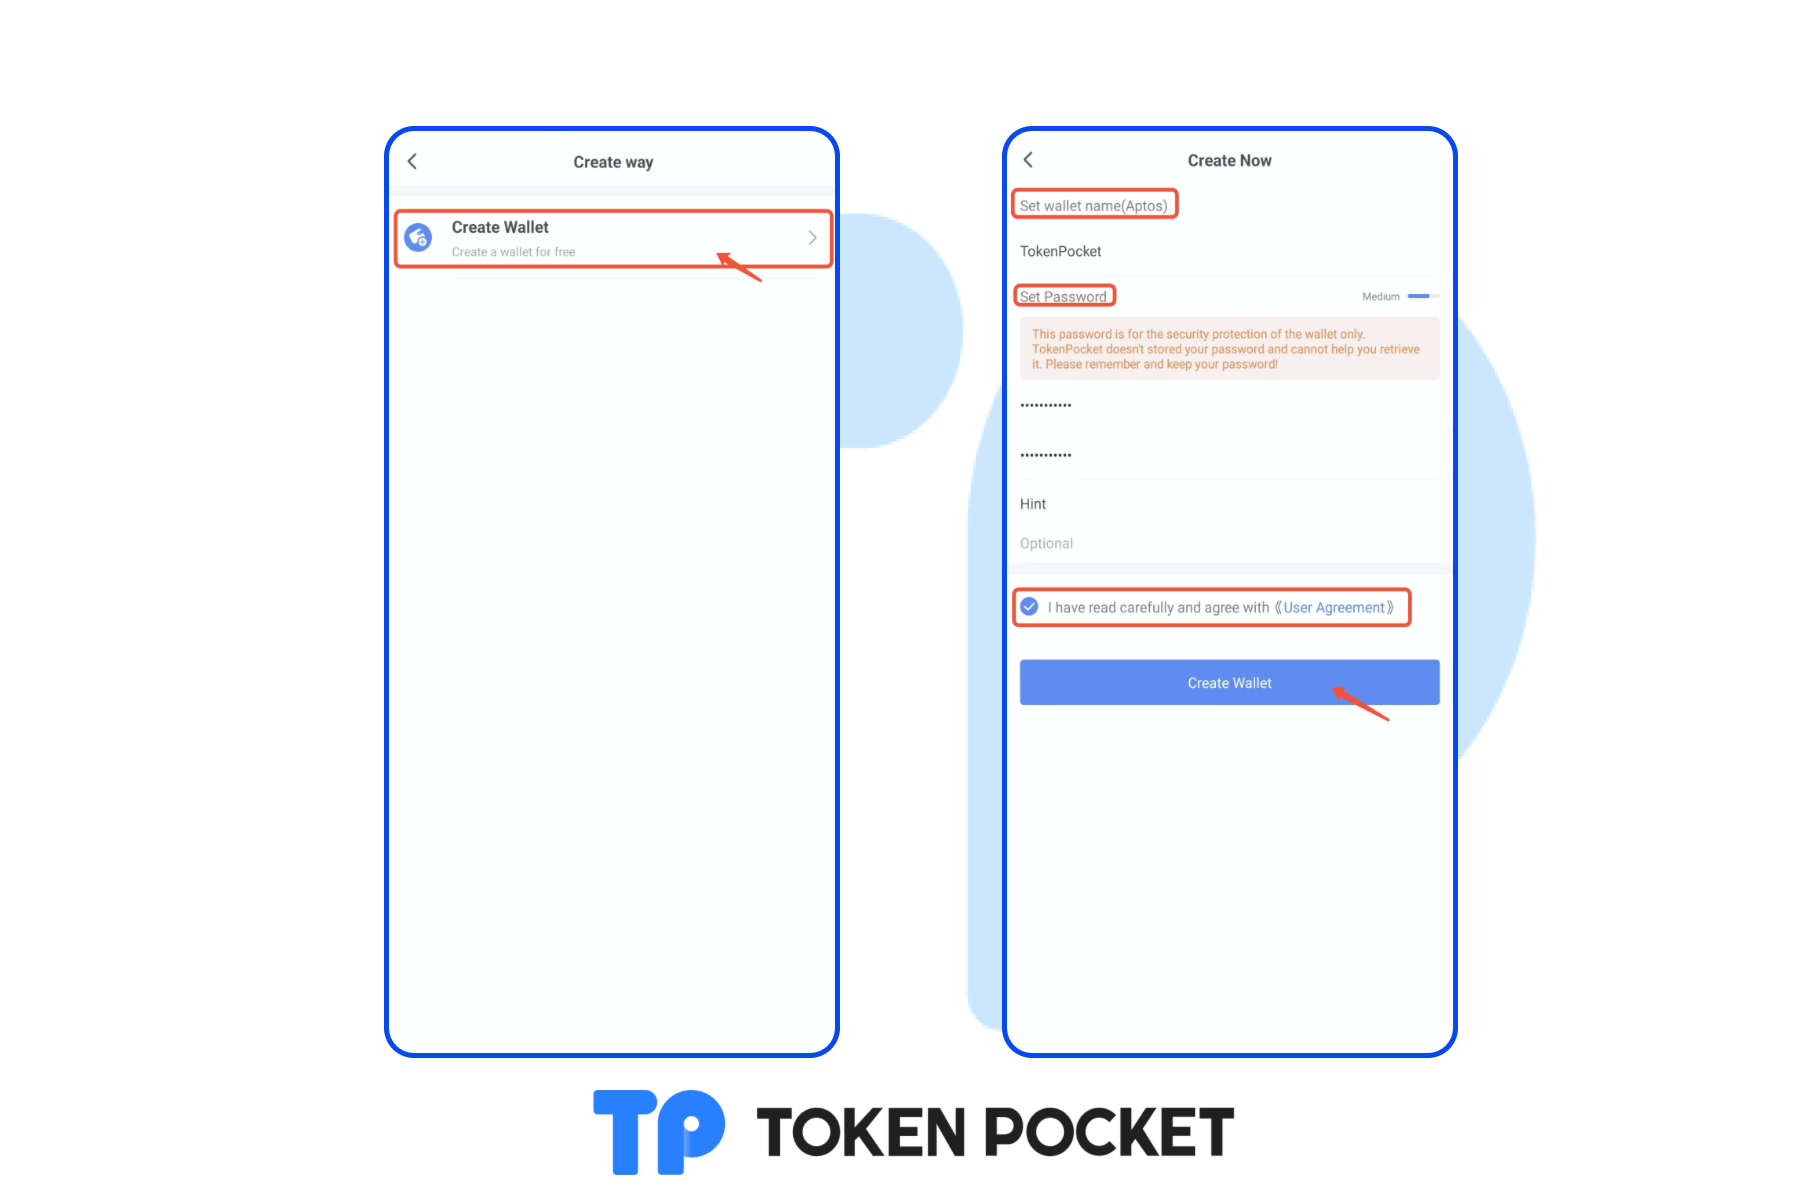 Create way
Create Wallet
Create a wallet for free
Create Now
Set wallet name(Aptos)
TokenPocket
Set Password
Medium
This password is for the security protection of the wallet only.
TokenPocket doesn't stored your password and cannot help you retrieve
it. Please remember and keep your password!
•••••••••••
•••••••••••
Hint
Optional
I have read carefully and agree with《User Agreement》
Create Wallet
TP TOKEN POCKET